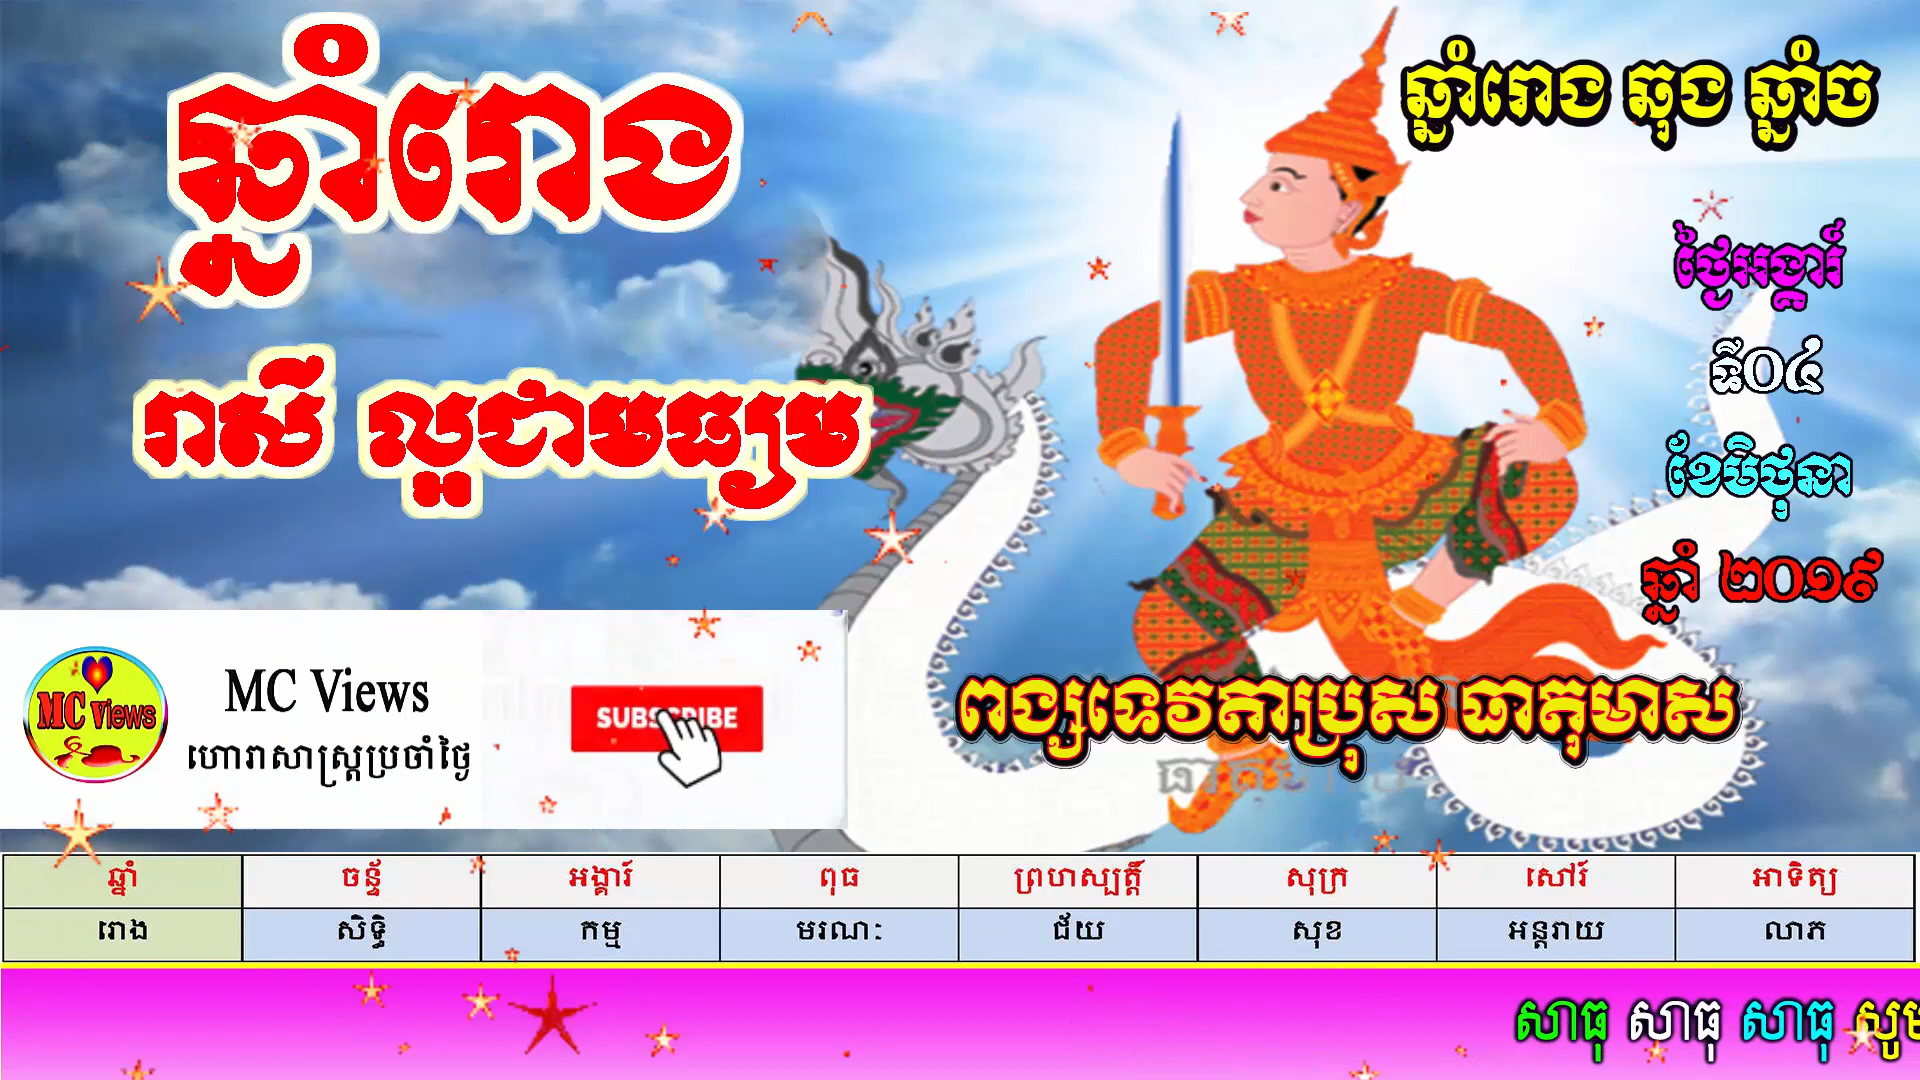 ឆ្នាំរោង
រាសី ល្អជាមធ្យម
ឆ្នាំរោង ឆុង ឆ្នាំច
ថ្ងៃអង្គារ៍
ទី០៤
ខែមិថុនា
ឆ្នាំ ២០១៩
MC Views
MC Views
ហោរាសាស្ត្រប្រចាំថ្ងៃ
SUBSCRIBE
ពង្សទេវតាប្រុស ធាតុមាស
ឆ្នាំ ចន្ទ័ អង្គារ៍ ពុធ ព្រហស្បត្តិ៍ សុក្រ សៅរ៍ អាទិត្យ
រោង សិទ្ធិ កម្ម មរណៈ ជ័យ សុខ អន្តរាយ លាភ
សាធុ សាធុ សាធុ